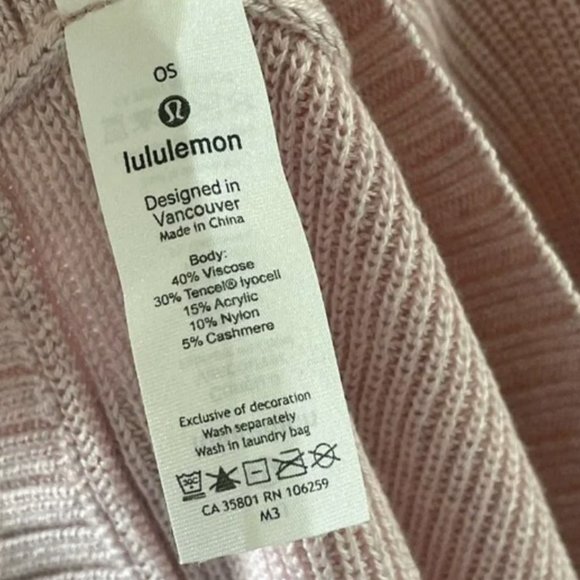 OS
lululemon
Designed in
Vancouver
Made in China
Body:
40% Viscose
30% Tencel® lyocell
15% Acrylic
10% Nylon
5% Cashmere
Exclusive of decoration
Wash separately
Wash in laundry bag
30C
CA 35801 RN 106259
M3